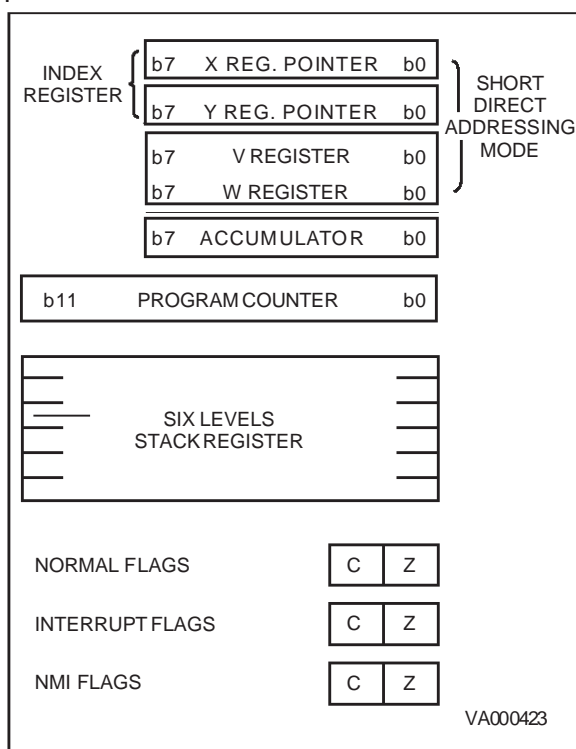 INDEX
REGISTER
b7 X REG. POINTER b0
b7 Y REG. POINTER b0
b7 V REGISTER b0
b7 W REGISTER b0
SHORT
DIRECT
ADDRESSING
MODE
b7 ACCUMULATOR b0
b11 PROGRAM COUNTER b0
SIX LEVELS
STACK REGISTER
NORMAL FLAGS C Z
INTERRUPT FLAGS C Z
NMI FLAGS C Z
VA000423